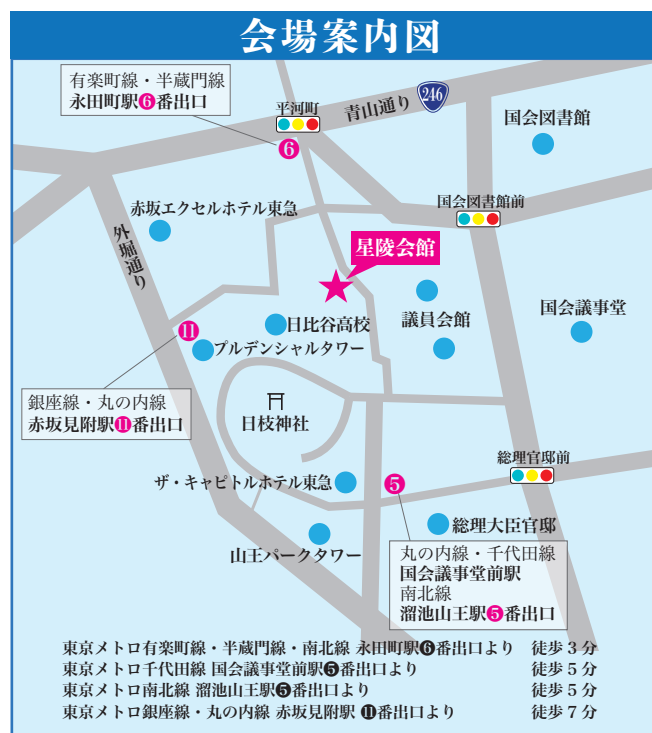 会場案内図
有楽町線・半蔵門線
永田町駅❻番出口
平河町
青山通り
246
国会図書館
❻
赤坂エクセルホテル東急
国会図書館前
外堀通り
星陵会館
日比谷高校
議員会館
国会議事堂
⓫
プルデンシャルタワー
銀座線・丸の内線
赤坂見附駅⓫番出口
日枝神社
総理官邸前
ザ・キャピトルホテル東急
❺
総理大臣官邸
山王パークタワー
丸の内線・千代田線
国会議事堂前駅
南北線
溜池山王駅❺番出口
東京メトロ有楽町線・半蔵門線・南北線 永田町駅❻番出口より 徒歩3分
東京メトロ千代田線 国会議事堂前駅❺番出口より 徒歩5分
東京メトロ南北線 溜池山王駅❺番出口より 徒歩5分
東京メトロ銀座線・丸の内線 赤坂見附駅 ⓫番出口より 徒歩7分